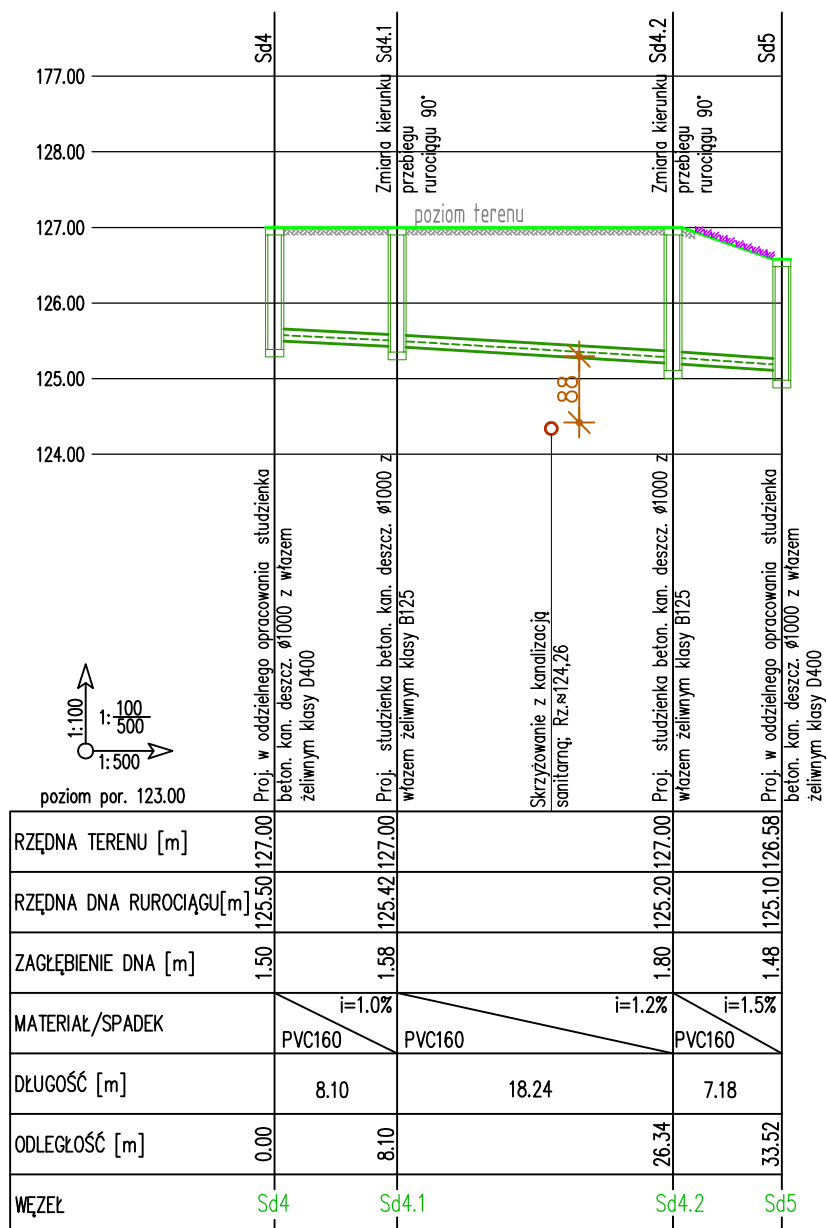 Sd4
Sd4.1
Sd4.2
Sd5
177.00
128.00
127.00
126.00
125.00
124.00
Zmiana kierunku
przebiegu
rurociągu 90°
Zmiana kierunku
przebiegu
rurociągu 90°
poziom terenu
88
Proj. w oddzielnego opracowania studzienka
beton. kan. deszcz. ø1000 z włazem
żeliwnym klasy D400
Proj. studzienka beton. kan. deszcz. ø1000 z
włazem żeliwnym klasy B125
Skrzyżowanie z kanalizacją
sanitarną; Rz.≈124,26
Proj. studzienka beton. kan. deszcz. ø1000 z
włazem żeliwnym klasy B125
Proj. w oddzielnego opracowania studzienka
beton. kan. deszcz. ø1000 z włazem
żeliwnym klasy D400
1:100
1:100/500
1:500
poziom por. 123.00
RZĘDNA TERENU [m] 127.00 127.00 127.00 126.58
RZĘDNA DNA RUROCIĄGU[m] 125.50 125.42 125.20 125.10
ZAGŁĘBIENIE DNA [m] 1.50 1.58 1.80 1.48
MATERIAŁ/SPADEK PVC160 i=1.0% PVC160 i=1.2% PVC160 i=1.5%
DŁUGOŚĆ [m] 8.10 18.24 7.18
ODLEGŁOŚĆ [m] 0.00 8.10 26.34 33.52
WĘZEŁ Sd4 Sd4.1 Sd4.2 Sd5